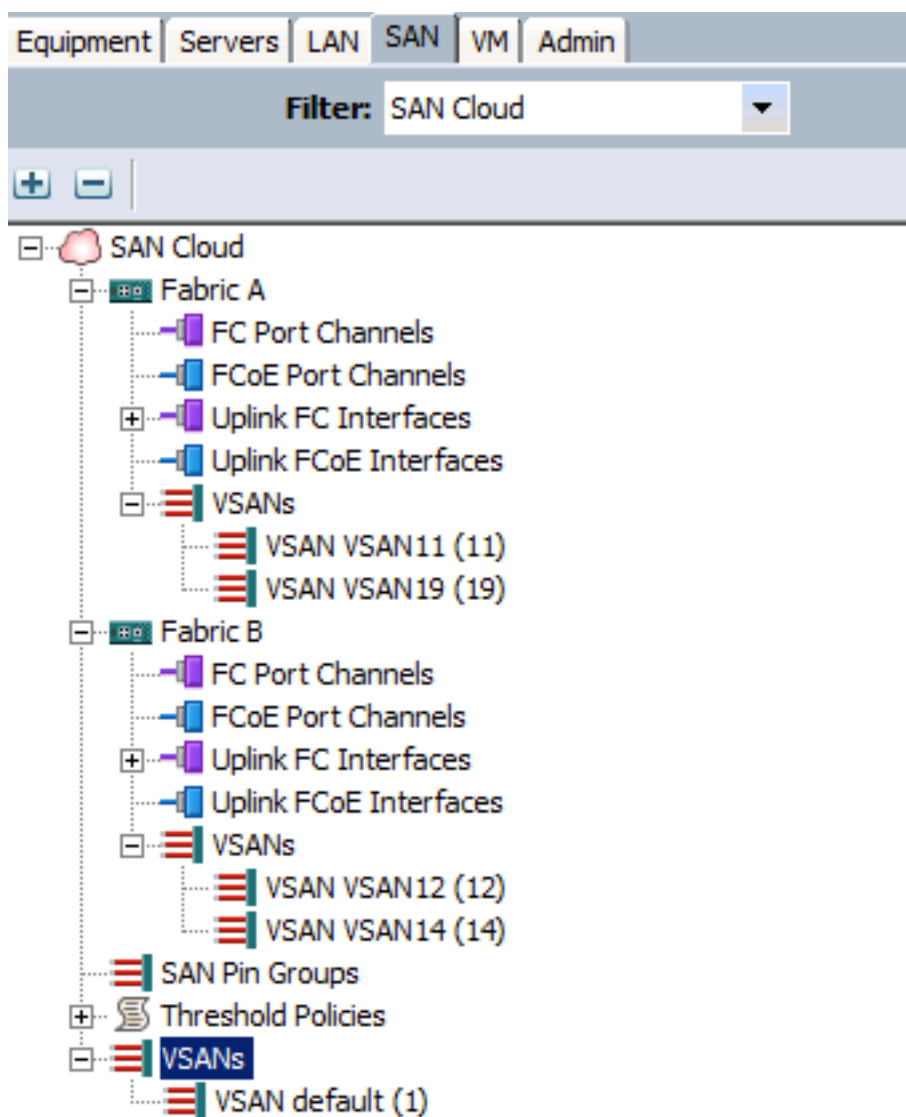 Equipment Servers LAN SAN VM Admin
Filter: SAN Cloud
SAN Cloud
Fabric A
FC Port Channels
FCoE Port Channels
Uplink FC Interfaces
Uplink FCoE Interfaces
VSANs
VSAN VSAN11 (11)
VSAN VSAN19 (19)
Fabric B
FC Port Channels
FCoE Port Channels
Uplink FC Interfaces
Uplink FCoE Interfaces
VSANs
VSAN VSAN12 (12)
VSAN VSAN14 (14)
SAN Pin Groups
Threshold Policies
VSANs
VSAN default (1)